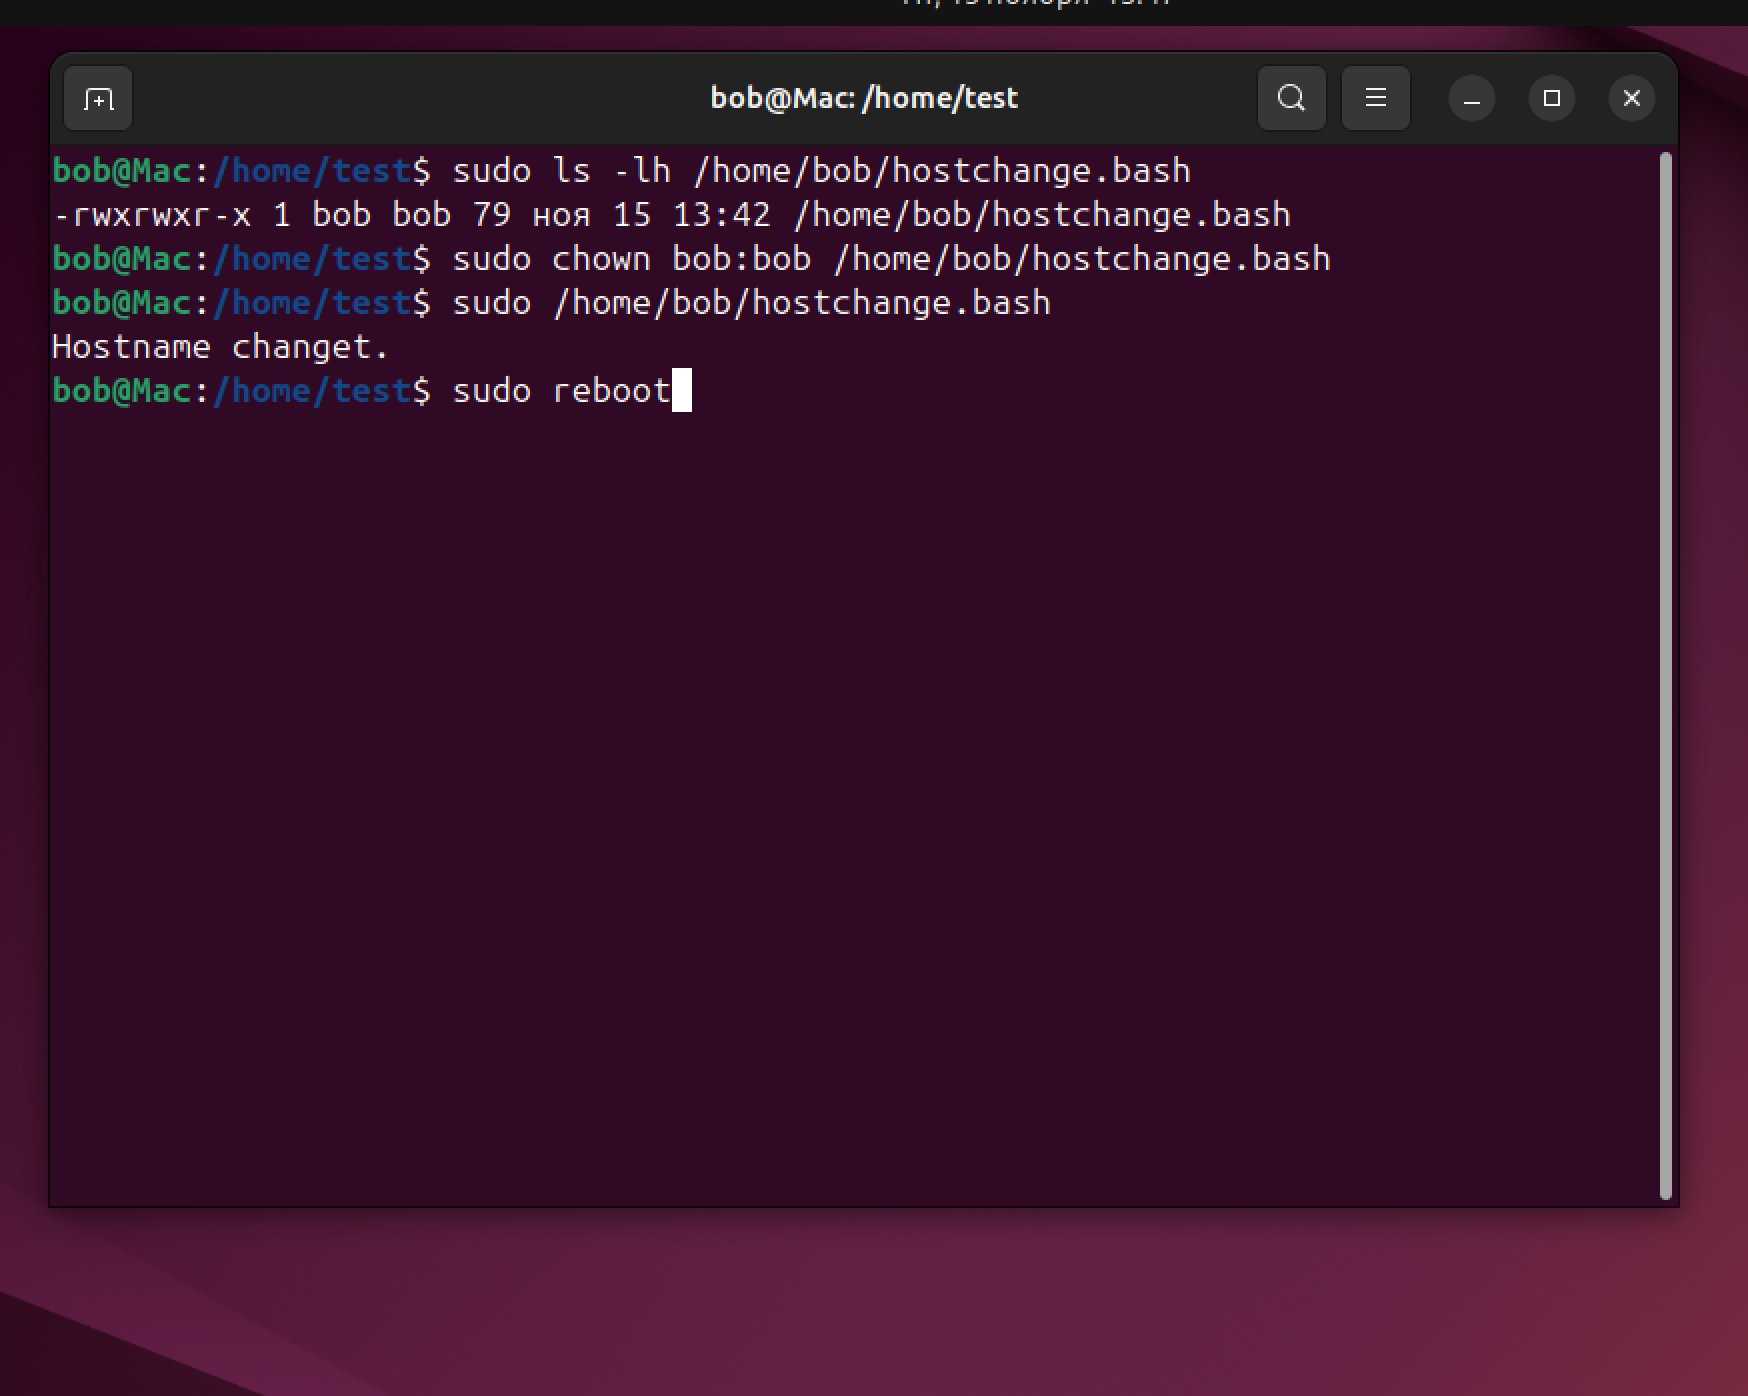 bob@Mac: /home/test
bob@Mac:/home/test$ sudo ls -lh /home/bob/hostchange.bash
-rwxrwxr-x 1 bob bob 79 ноя 15 13:42 /home/bob/hostchange.bash
bob@Mac:/home/test$ sudo chown bob:bob /home/bob/hostchange.bash
bob@Mac:/home/test$ sudo /home/bob/hostchange.bash
Hostname changet.
bob@Mac:/home/test$ sudo reboot